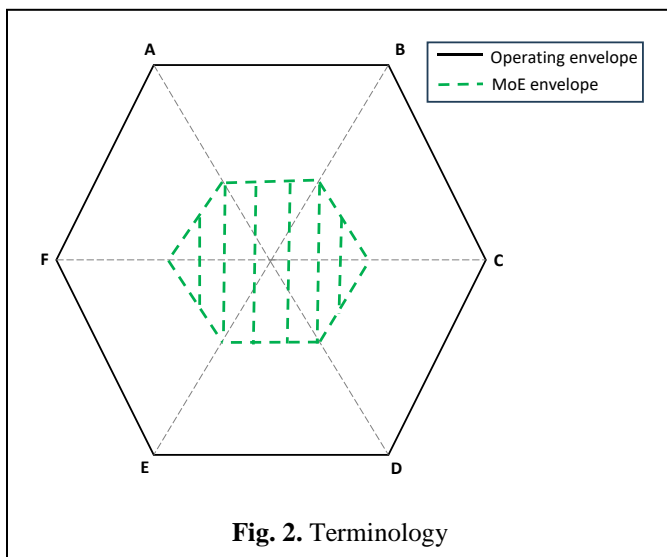 A
B
Operating envelope
MoE envelope
F
C
E
D
Fig. 2. Terminology